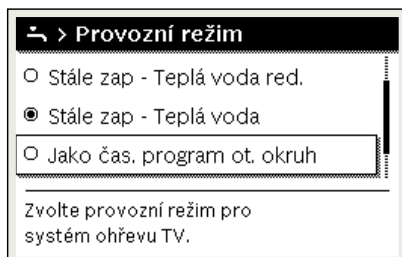 > Provozní režim
Stále zap - Teplá voda red.
Stále zap - Teplá voda
Jako čas. program ot. okruh
Zvolte provozní režim pro
systém ohřevu TV.